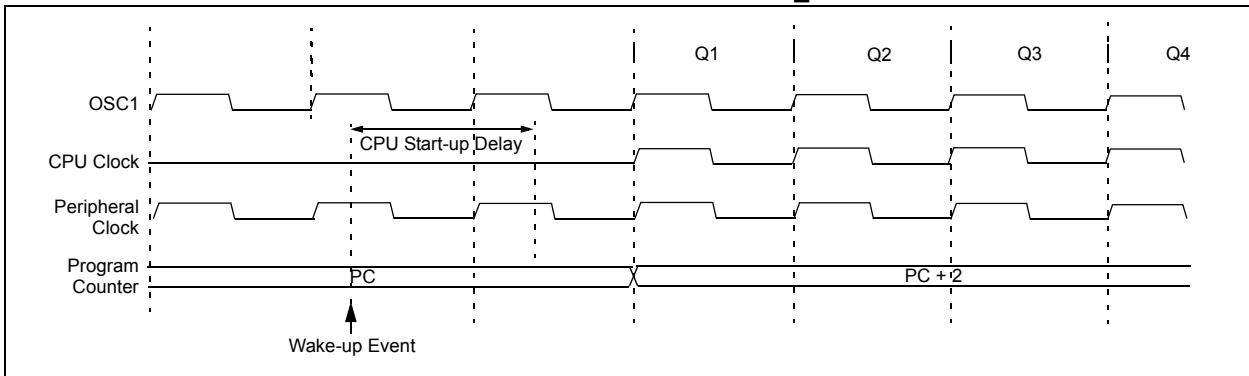 Q1 Q2 Q3 Q4
OSC1
CPU Start-up Delay
CPU Clock
Peripheral
Clock
Program
Counter
PC
PC + 2
Wake-up Event